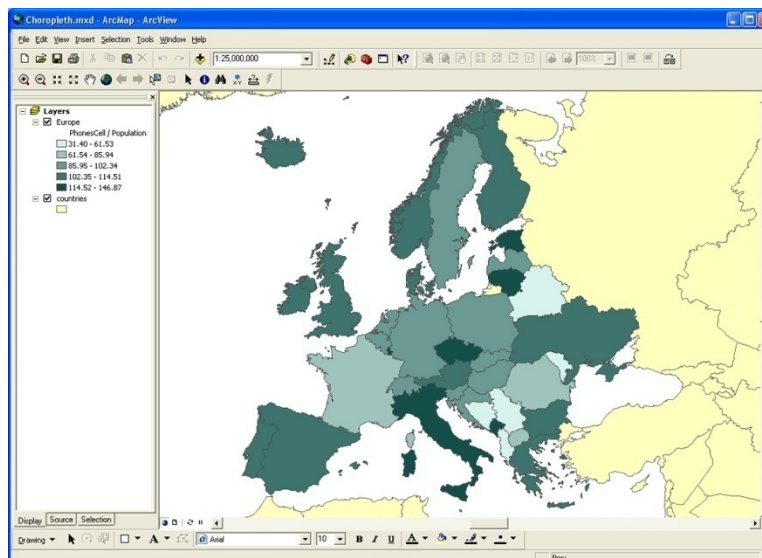 Choropleth.mxd - ArcMap - ArcView
File Edit View Insert Selection Tools Window Help
1:25,000,000
100%
Layers
Europe
PhonesCell / Population
31.40 - 61.53
61.54 - 85.94
85.95 - 102.34
102.35 - 114.51
114.52 - 146.87
countries
Display Source Selection
Drawing A Arial 10 B I U A